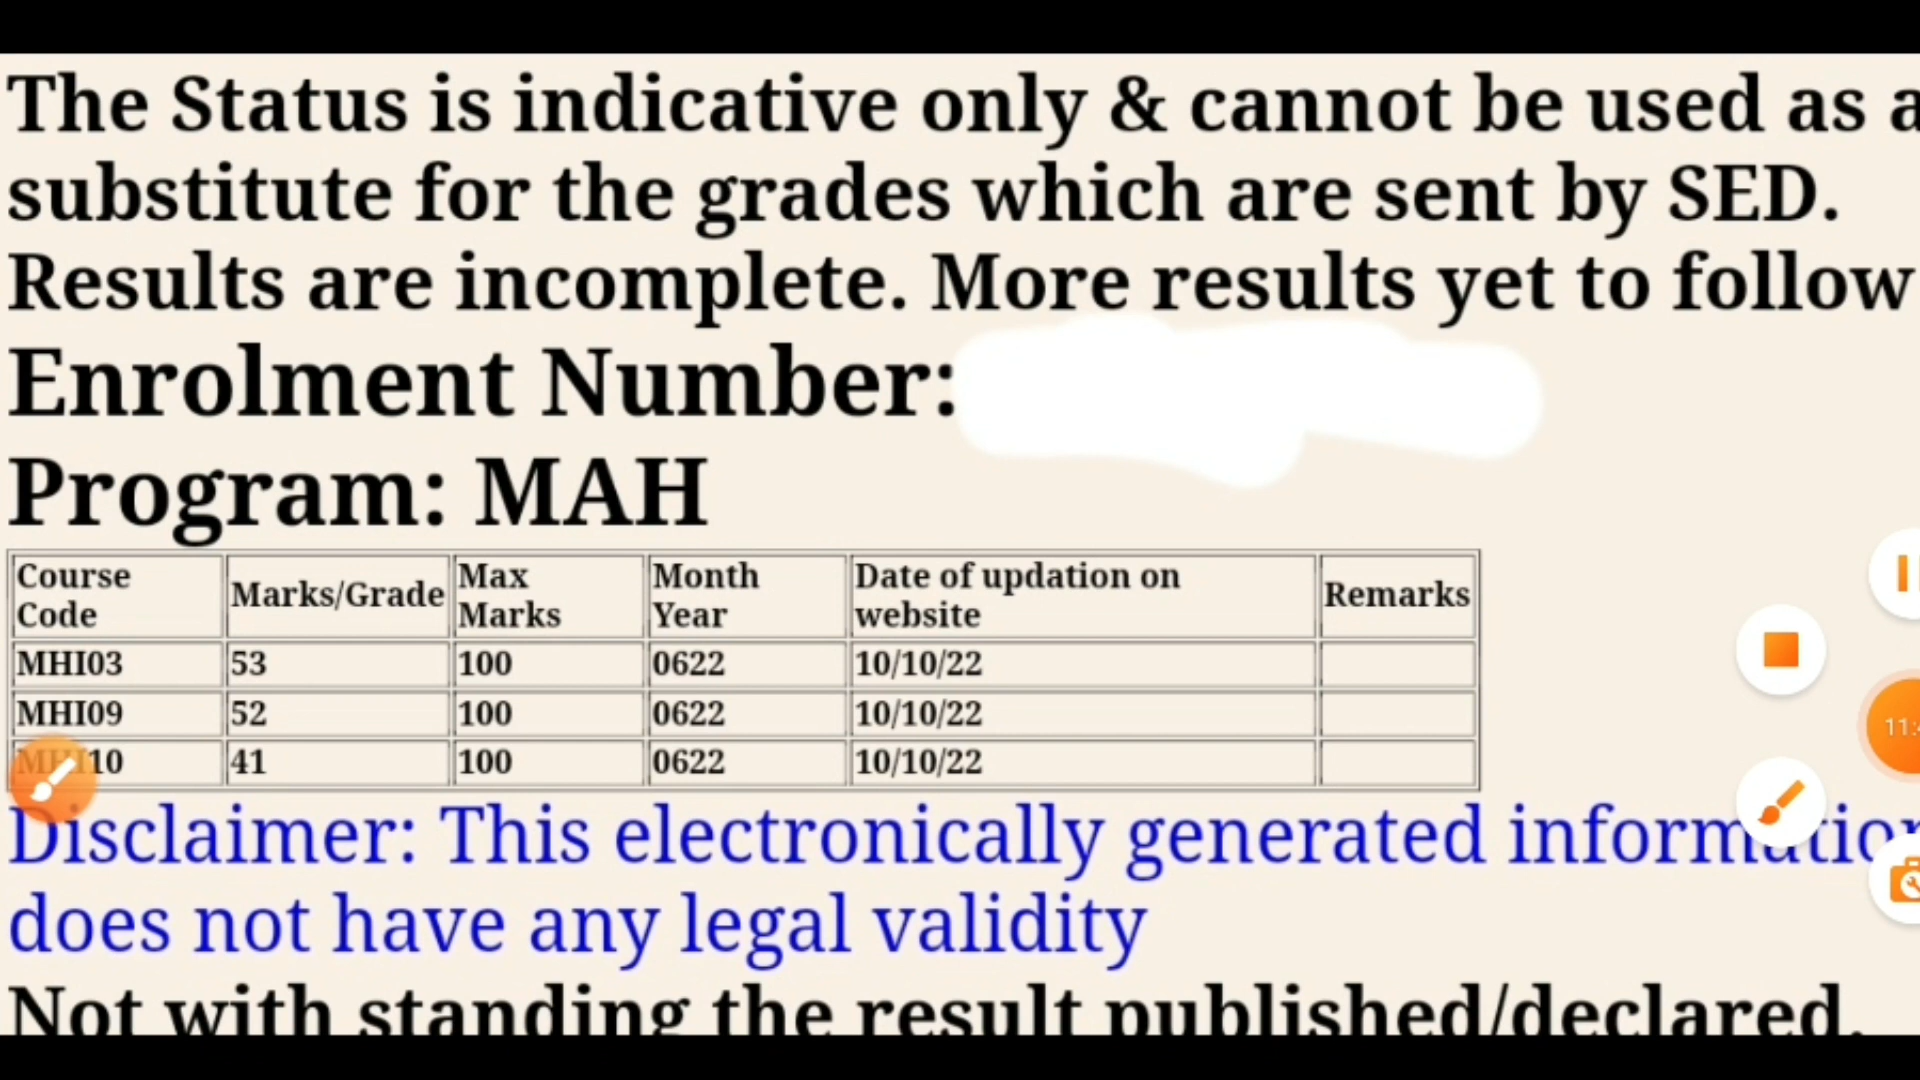 The Status is indicative only & cannot be used as a
substitute for the grades which are sent by SED.
Results are incomplete. More results yet to follow
Enrolment Number:
Program: MAH
Course Code Marks/Grade Max Marks Month Year Date of updation on website Remarks
MHI03 53 100 0622 10/10/22
MHI09 52 100 0622 10/10/22
MHI10 41 100 0622 10/10/22
Disclaimer: This electronically generated information
does not have any legal validity
Not with standing the result published/declared,